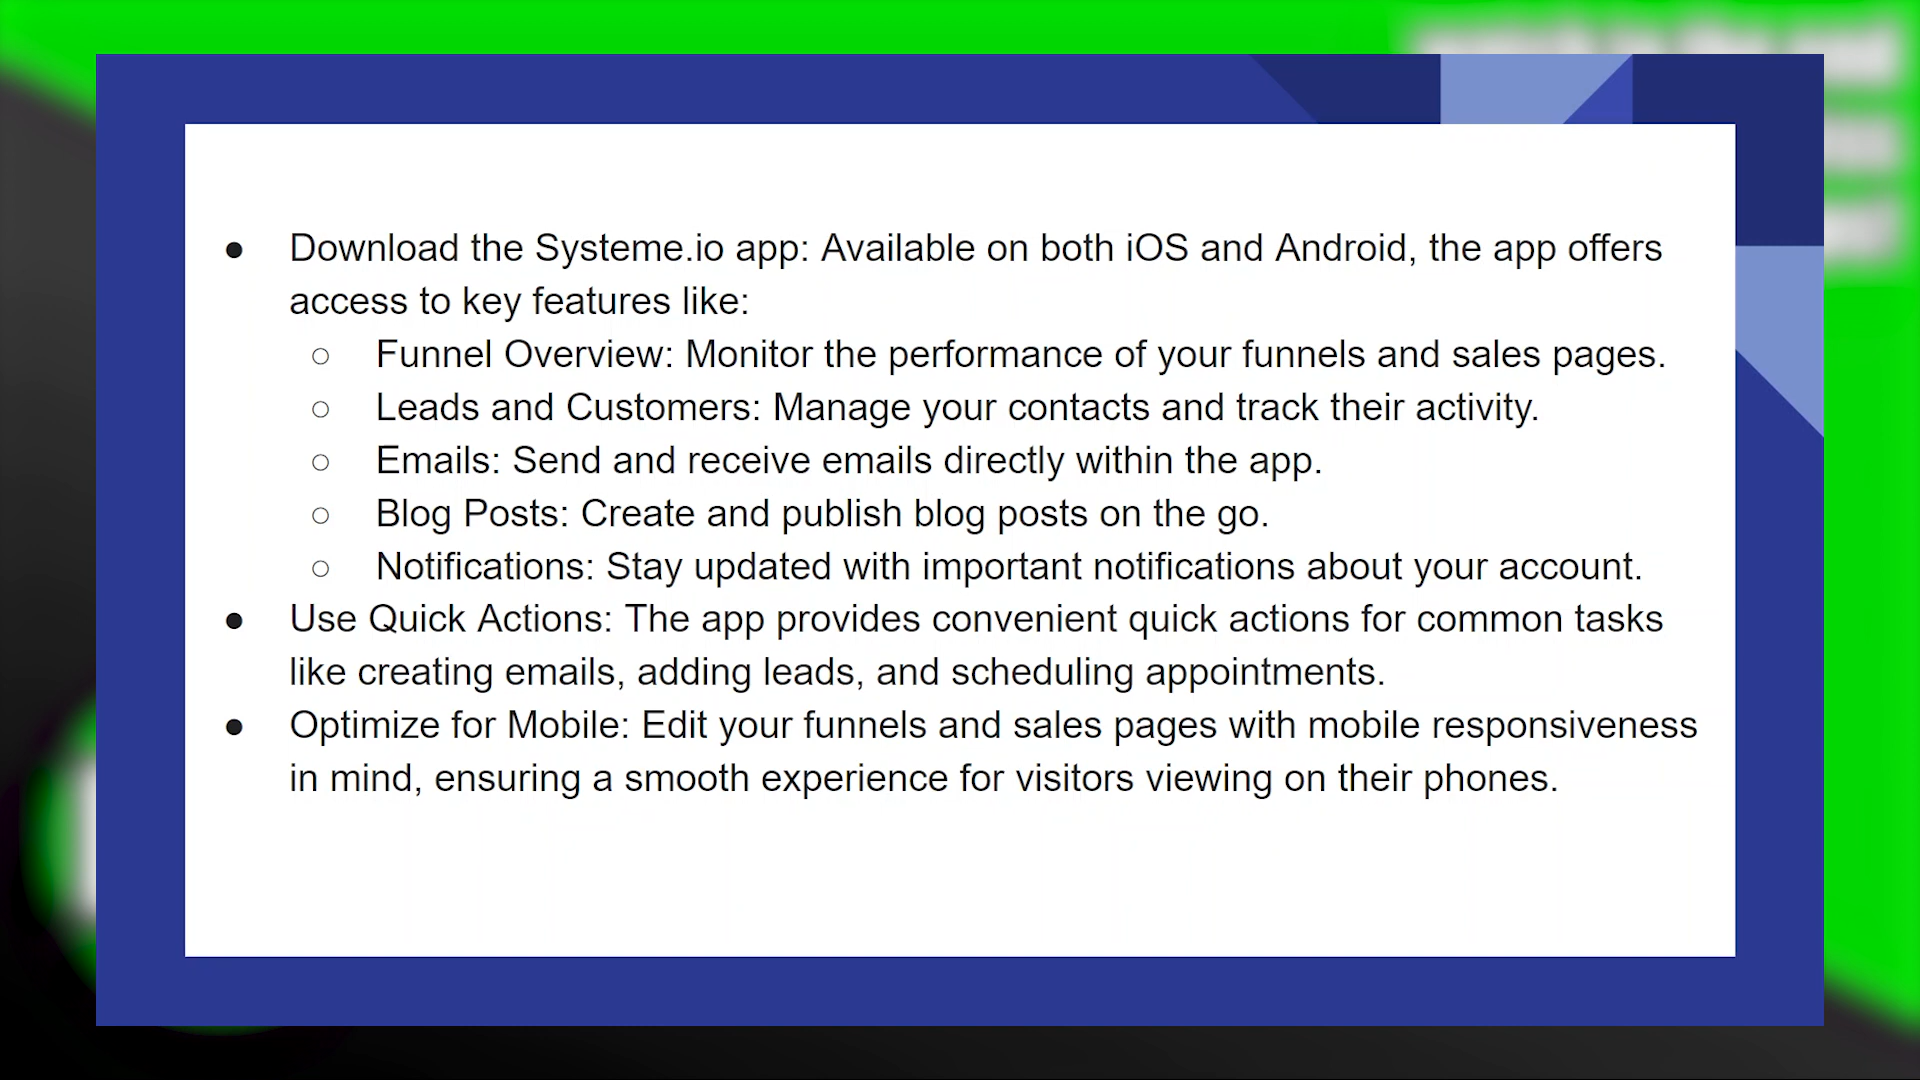 ● Download the Systeme.io app: Available on both iOS and Android, the app offers
access to key features like:
○ Funnel Overview: Monitor the performance of your funnels and sales pages.
○ Leads and Customers: Manage your contacts and track their activity.
○ Emails: Send and receive emails directly within the app.
○ Blog Posts: Create and publish blog posts on the go.
○ Notifications: Stay updated with important notifications about your account.
● Use Quick Actions: The app provides convenient quick actions for common tasks
like creating emails, adding leads, and scheduling appointments.
● Optimize for Mobile: Edit your funnels and sales pages with mobile responsiveness
in mind, ensuring a smooth experience for visitors viewing on their phones.